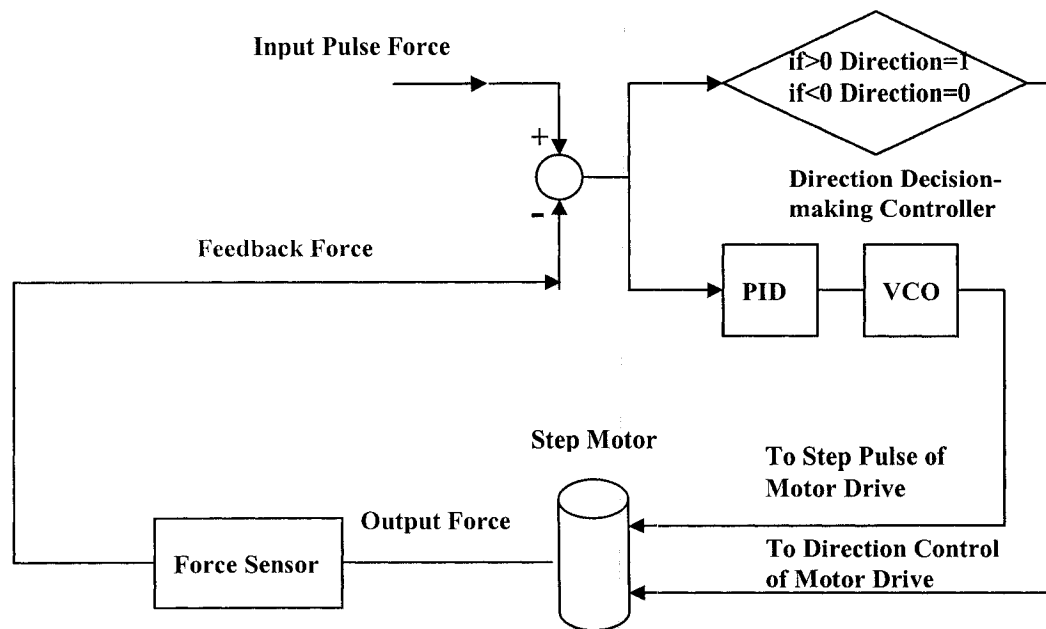 Input Pulse Force
if>0 Direction=1
if<0 Direction=0
+
-
Direction Decision-
making Controller
Feedback Force
PID
VCO
Step Motor
To Step Pulse of
Motor Drive
Output Force
Force Sensor
To Direction Control
of Motor Drive